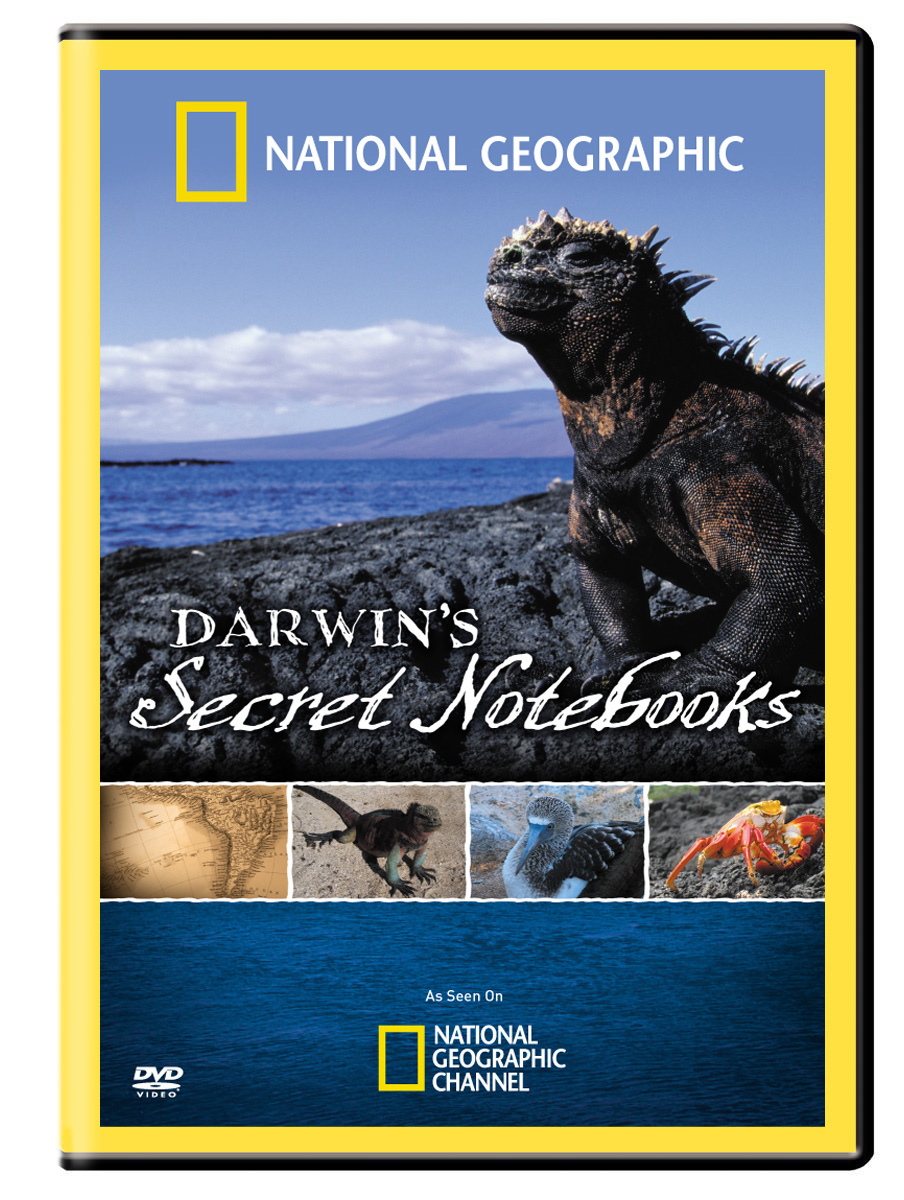 NATIONAL GEOGRAPHIC
DARWIN'S
Secret Notebooks
As Seen On
NATIONAL
GEOGRAPHIC
CHANNEL
DVD
VIDEO